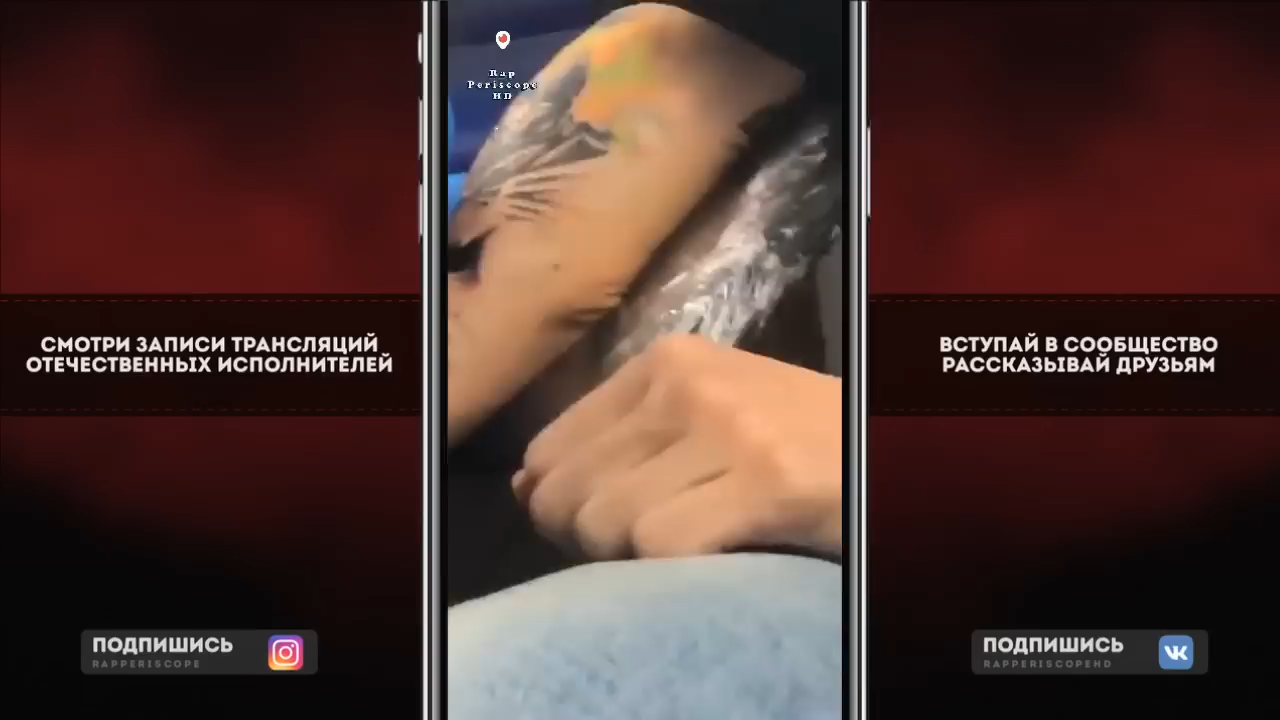 Rap
Periscope
HD
СМОТРИ ЗАПИСИ ТРАНСЛЯЦИЙ
ОТЕЧЕСТВЕННЫХ ИСПОЛНИТЕЛЕЙ
ВСТУПАЙ В СООБЩЕСТВО
РАССКАЗЫВАЙ ДРУЗЬЯМ
ПОДПИШИСЬ
RAPPERISCOPE
ПОДПИШИСЬ
RAPPERISCOPEHD